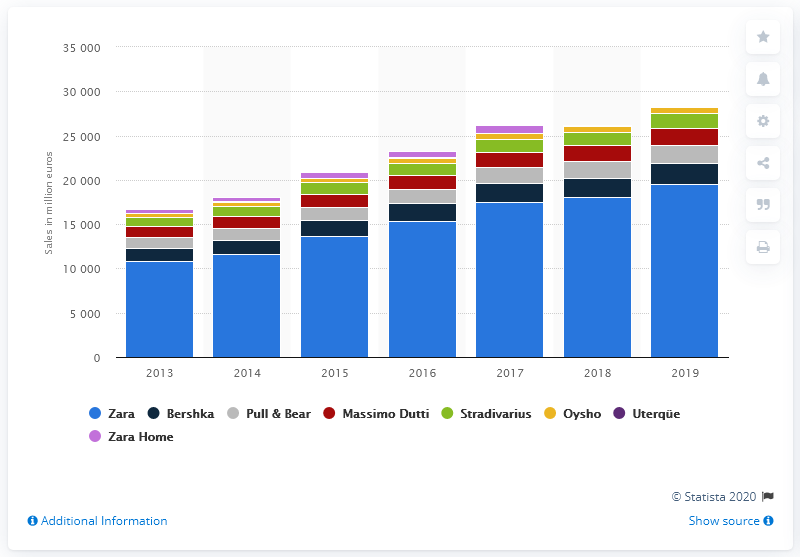 35 000
30 000
25 000
20 000
15 000
10 000
5 000
0
Sales in million euros
2013 2014 2015 2016 2017 2018 2019
Zara Bershka Pull & Bear Massimo Dutti Stradivarius Oysho Uterqüe
Zara Home
© Statista 2020
Additional Information Show source